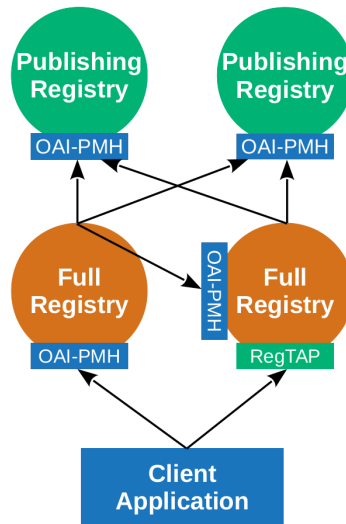 Publishing
Registry
OAI-PMH
Publishing
Registry
OAI-PMH
Full
Registry
OAI-PMH
OAI-PMH
Full
Registry
RegTAP
Client
Application